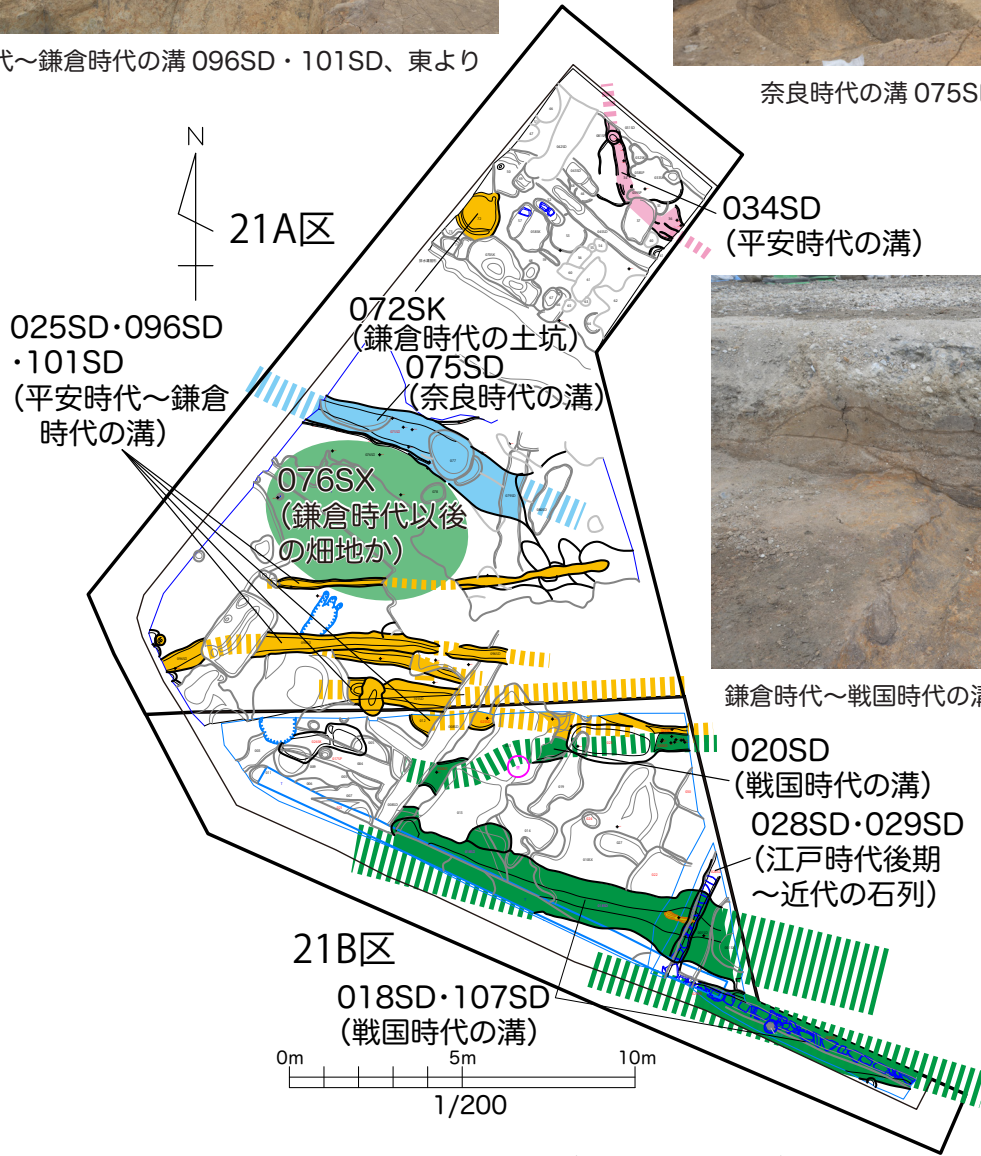 代〜鎌倉時代の溝 096SD・101SD、東より
奈良時代の溝 075SD
N
21A区
034SD
(平安時代の溝)
025SD・096SD
・101SD
(平安時代〜鎌倉
時代の溝)
072SK
(鎌倉時代の土坑)
075SD
(奈良時代の溝)
076SX
(鎌倉時代以後
の畑地か)
鎌倉時代〜戦国時代の溝
020SD
(戦国時代の溝)
028SD・029SD
(江戸時代後期
〜近代の石列)
21B区
018SD・107SD
(戦国時代の溝)
0m 5m 10m
1/200